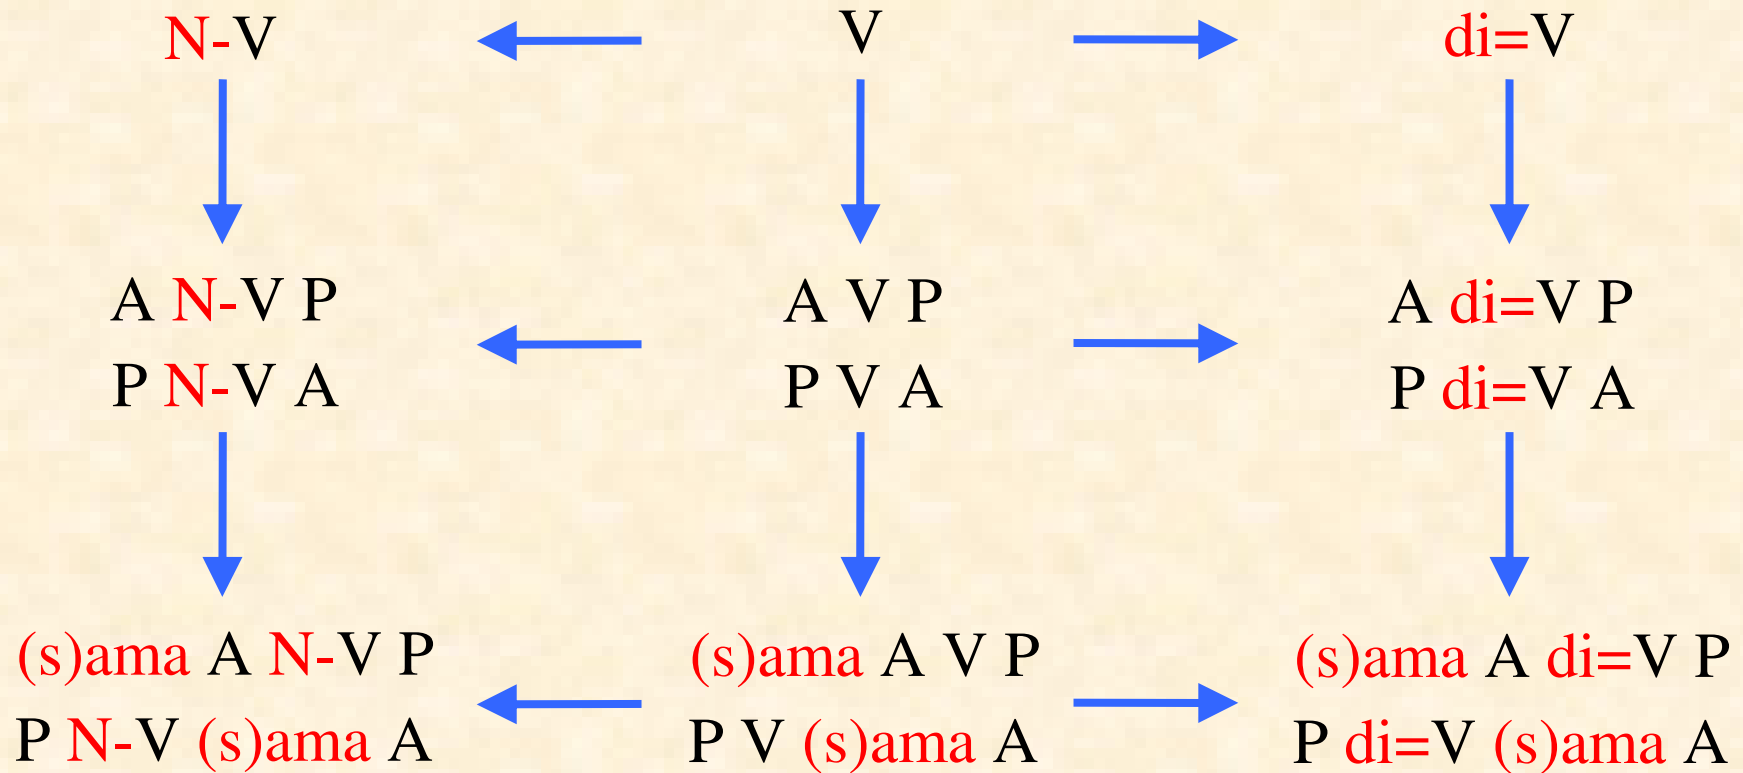 N-V V di=V
A N-V P A V P A di=V P
P N-V A P V A P di=V A
(s)ama A N-V P (s)ama A V P (s)ama A di=V P
P N-V (s)ama A P V (s)ama A P di=V (s)ama A